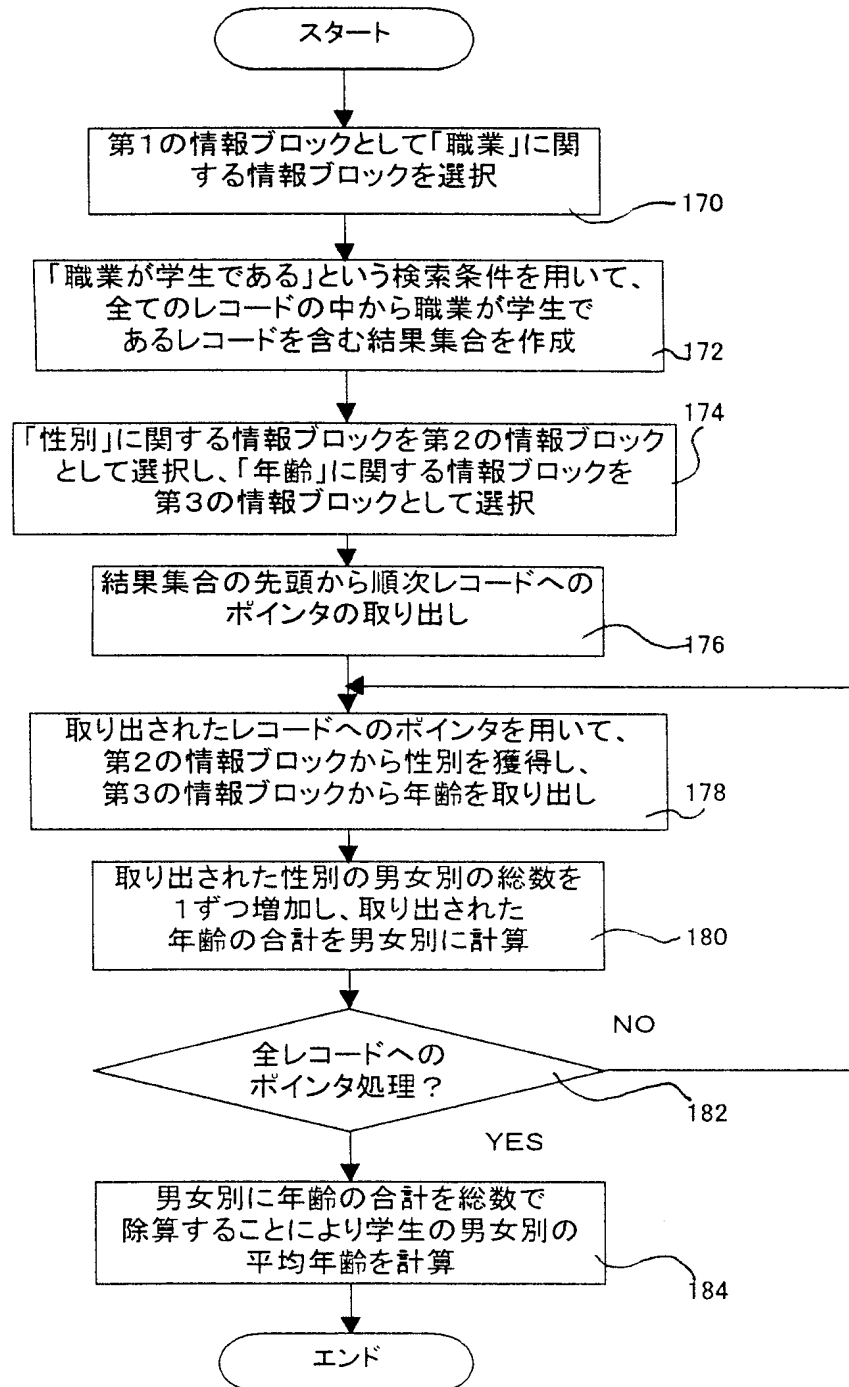 スタート
第1の情報ブロックとして「職業」に関
する情報ブロックを選択
170
「職業が学生である」という検索条件を用いて、
全てのレコードの中から職業が学生で
あるレコードを含む結果集合を作成
172
174
「性別」に関する情報ブロックを第2の情報ブロック
として選択し、「年齢」に関する情報ブロックを
第3の情報ブロックとして選択
結果集合の先頭から順次レコードへの
ポインタの取り出し
176
取り出されたレコードへのポインタを用いて、
第2の情報ブロックから性別を獲得し、
第3の情報ブロックから年齢を取り出し
178
取り出された性別の男女別の総数を
1ずつ増加し、取り出された
年齢の合計を男女別に計算
180
NO
全レコードへの
ポインタ処理?
182
YES
男女別に年齢の合計を総数で
除算することにより学生の男女別の
平均年齢を計算
184
エンド